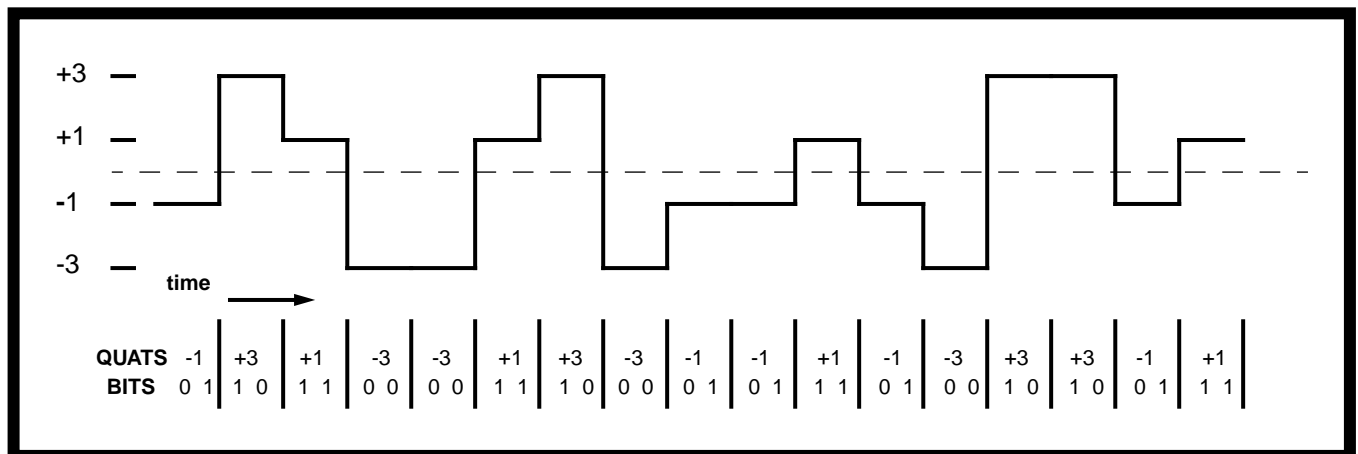 +3
+1
-1
-3
time
QUATS -1 +3 +1 -3 -3 +1 +3 -3 -1 -1 +1 -1 -3 +3 +3 -1 +1
BITS 0 1 1 0 1 1 0 0 0 0 1 1 1 0 0 0 0 1 0 1 1 1 0 1 0 0 1 0 1 0 0 1 1 1